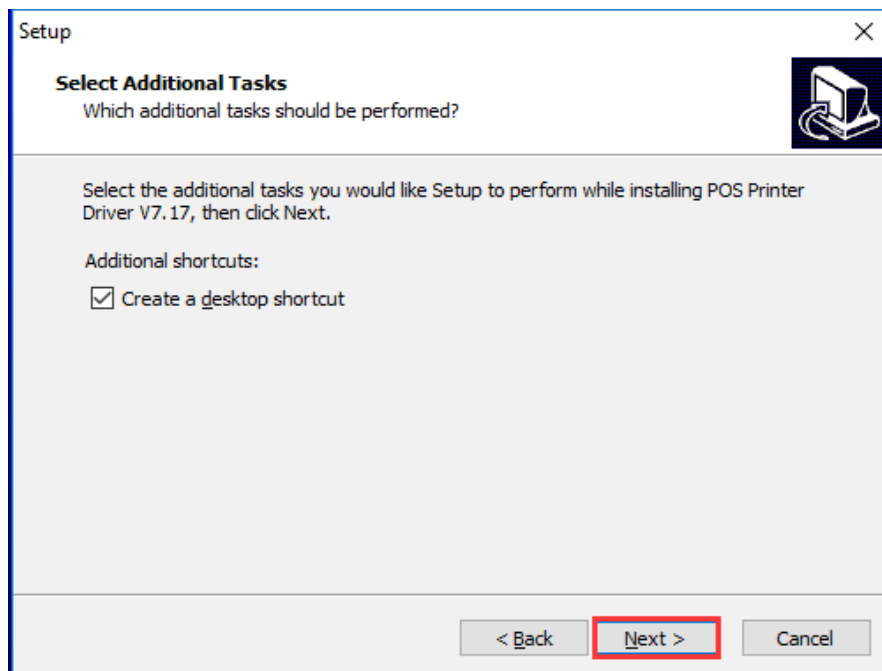 Setup
Select Additional Tasks
Which additional tasks should be performed?
Select the additional tasks you would like Setup to perform while installing POS Printer
Driver V7.17, then click Next.
Additional shortcuts:
Create a desktop shortcut
< Back Next > Cancel